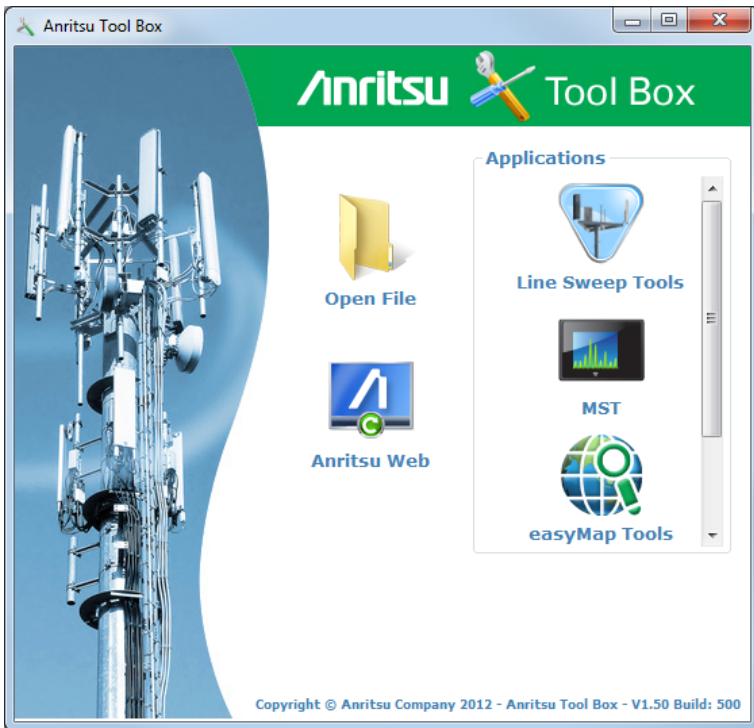 Anritsu Tool Box
Anritsu Tool Box
Applications
Open File
Anritsu Web
Line Sweep Tools
MST
easyMap Tools
Copyright © Anritsu Company 2012 - Anritsu Tool Box - V1.50 Build: 500